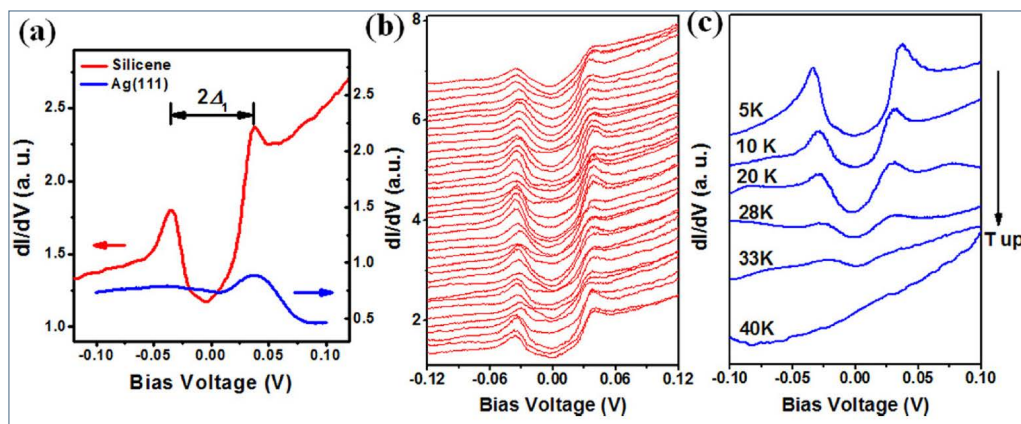 (a)
Silicene
Ag(111)
2Δ₁
dI/dV (a. u.)
2.5
2.0
1.5
1.0
2.5
2.0
1.5
1.0
0.5
-0.10 -0.05 0.00 0.05 0.10
Bias Voltage (V)
(b)
dI/dV (a.u.)
8
6
4
2
-0.12 -0.06 0.00 0.06 0.12
Bias Voltage (V)
(c)
dI/dV (a. u.)
5K
10 K
20 K
28K
33K
40K
T up
-0.10 -0.05 0.00 0.05 0.10
Bias Voltage (V)